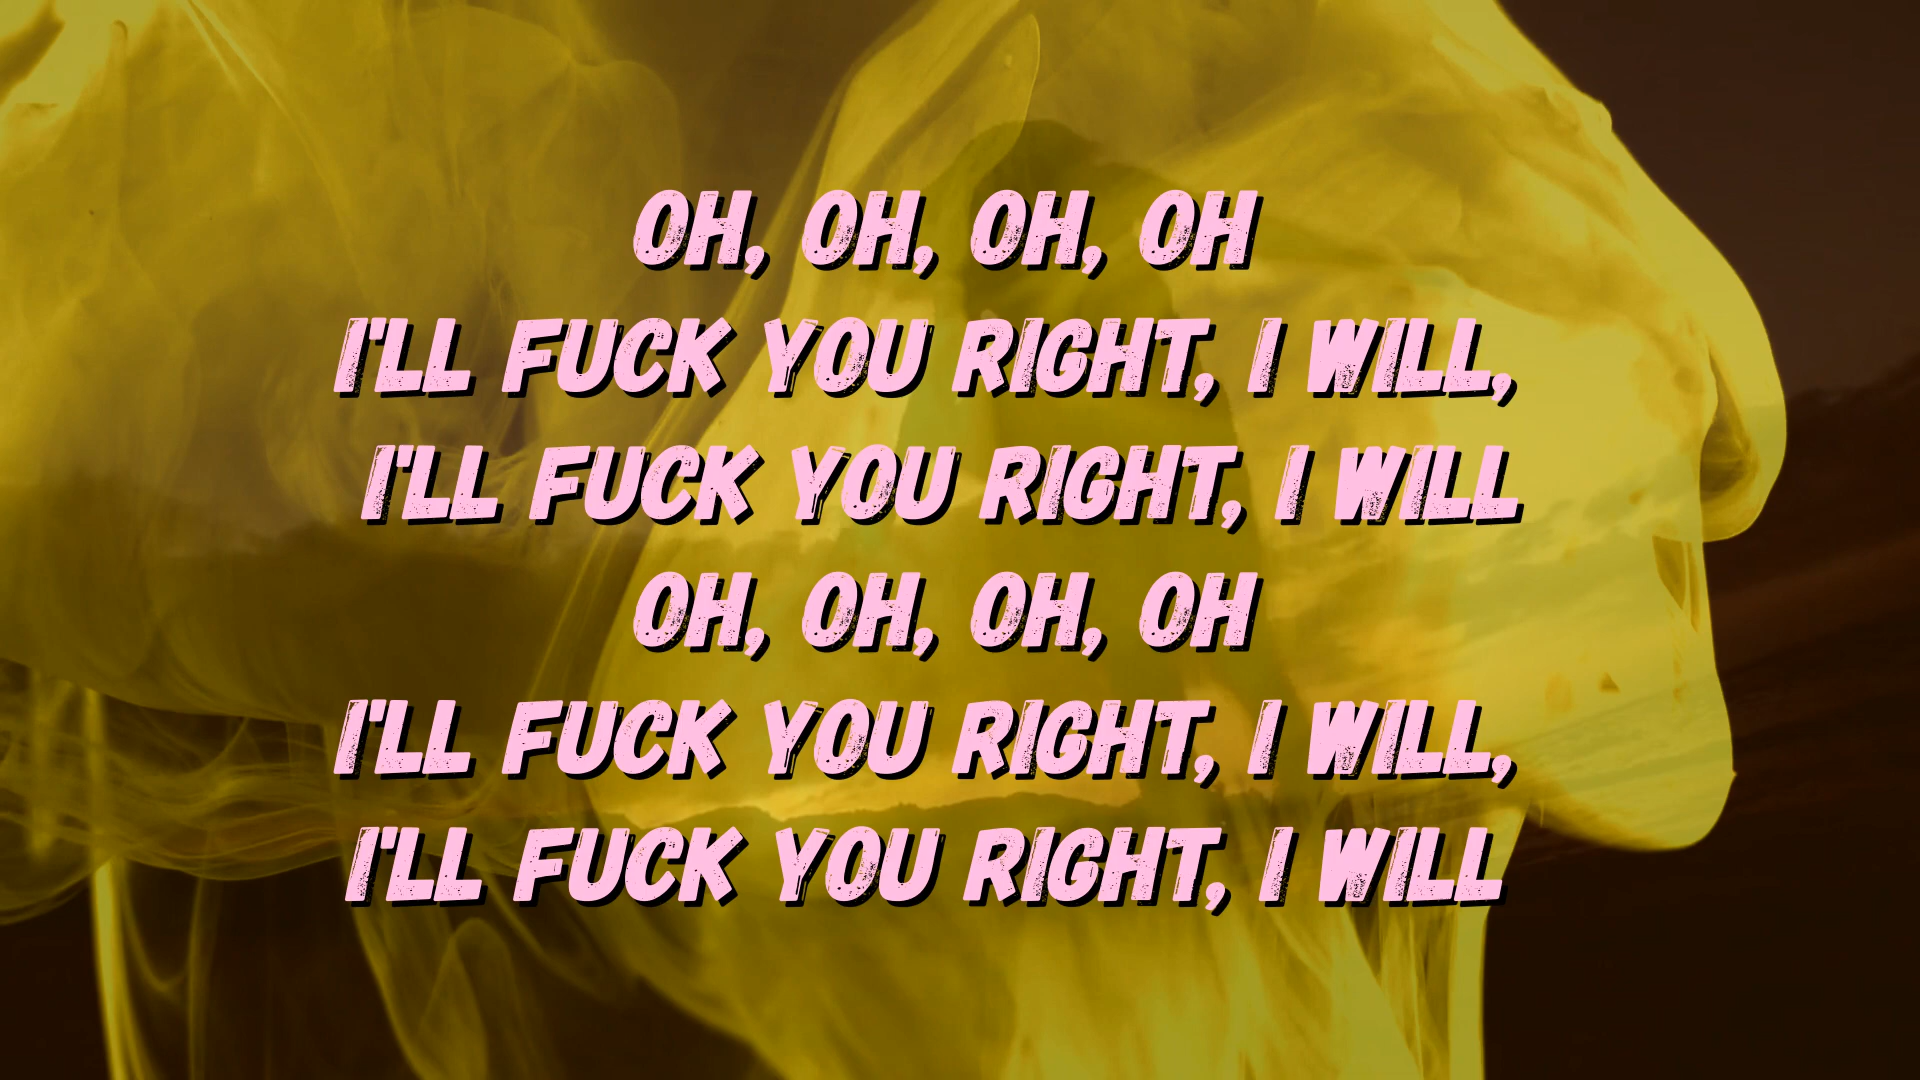 OH, OH, OH, OH
I'LL FUCK YOU RIGHT, I WILL,
I'LL FUCK YOU RIGHT, I WILL
OH, OH, OH, OH
I'LL FUCK YOU RIGHT, I WILL,
I'LL FUCK YOU RIGHT, I WILL